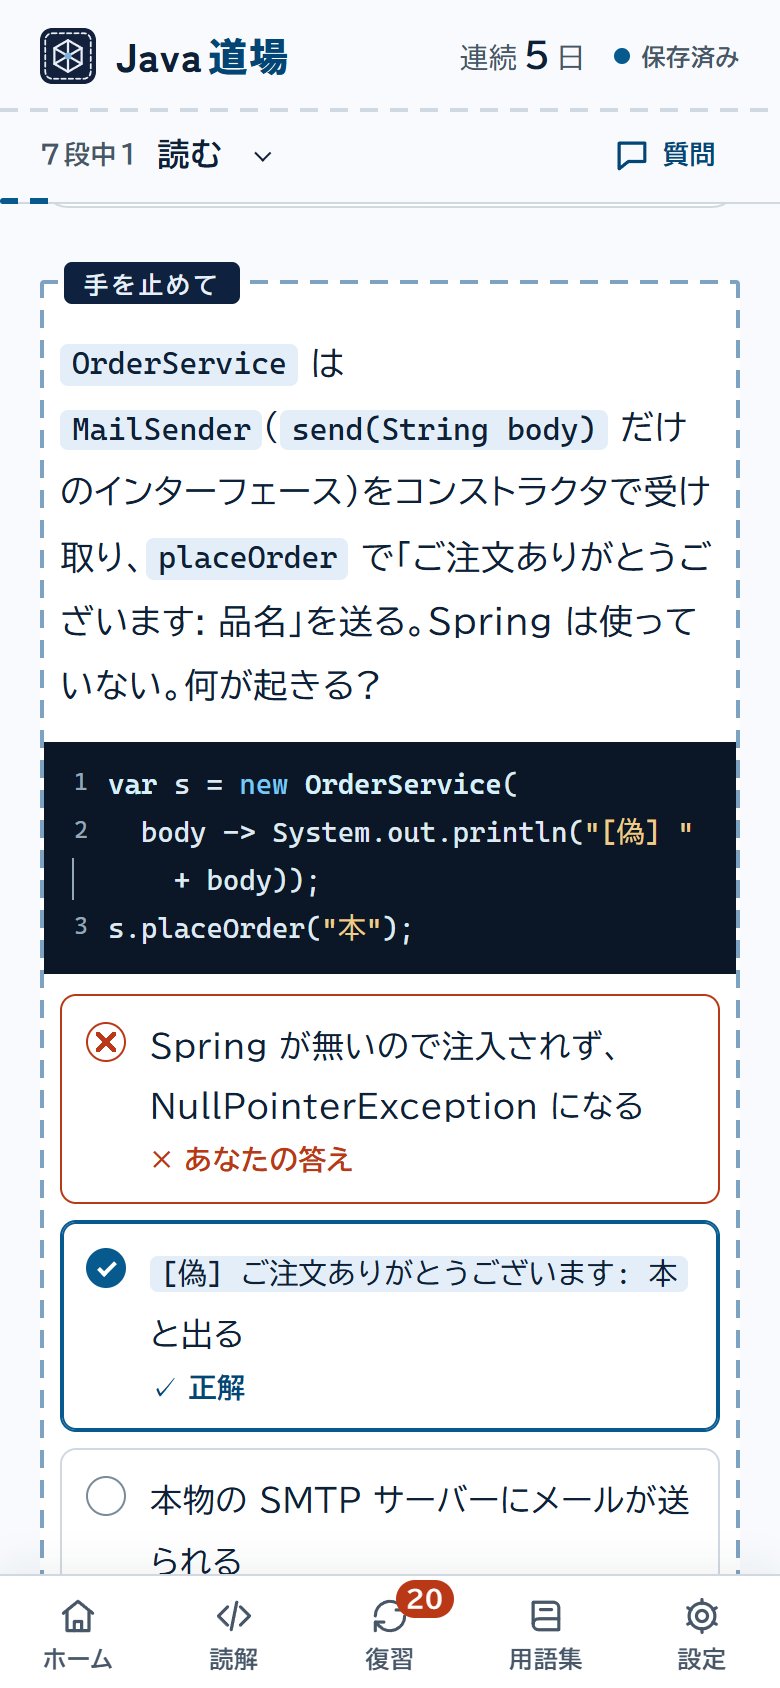 Java道場
連続 5 日
保存済み
7段中1 読む
質問
手を止めて
OrderService は
MailSender(send(String body) だけ
のインターフェース)をコンストラクタで受け
取り、placeOrder で「ご注文ありがとうご
ざいます: 品名」を送る。Spring は使って
いない。何が起きる?
1 var s = new OrderService(
2 body -> System.out.println("[偽] "
+ body));
3 s.placeOrder("本");
Spring が無いので注入されず、
NullPointerException になる
× あなたの答え
[偽] ご注文ありがとうございます: 本
と出る
✓ 正解
本物の SMTP サーバーにメールが送
られる
20
ホーム
読解
復習
用語集
設定